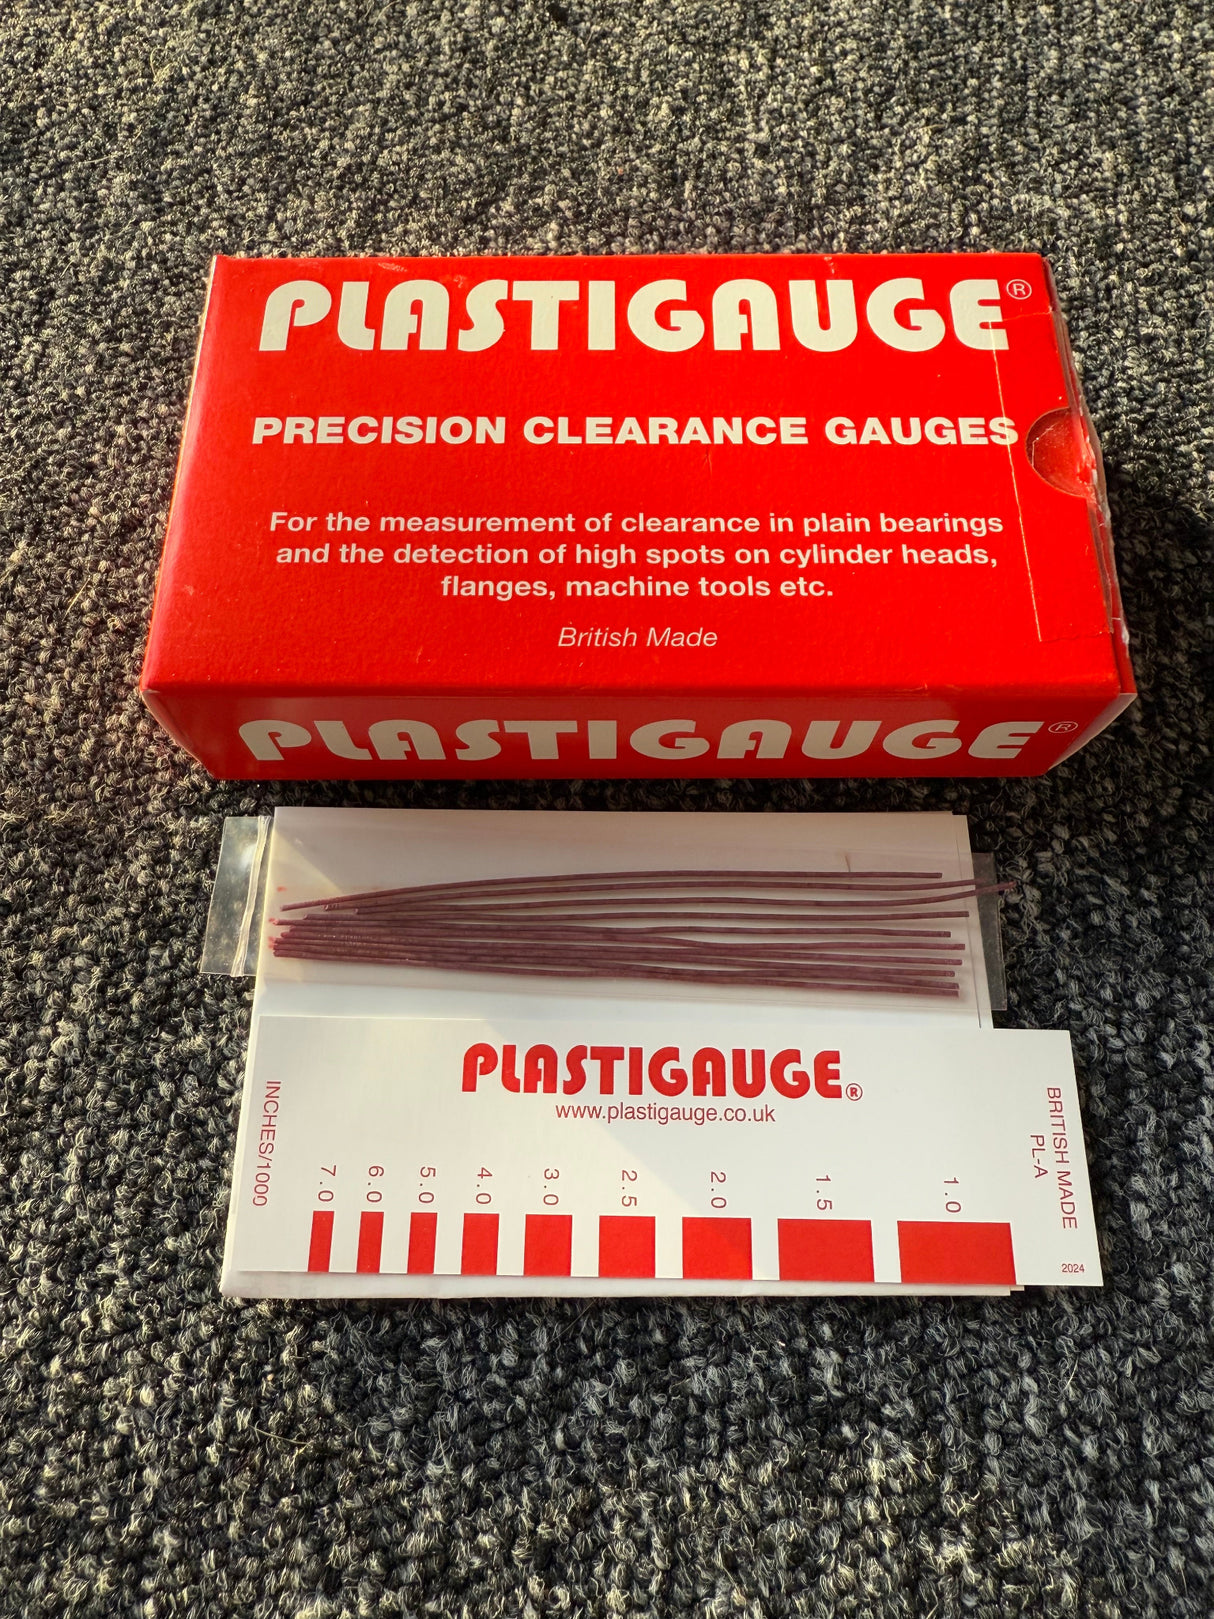 PLASTIGAUGE®
PRECISION CLEARANCE GAUGES
For the measurement of clearance in plain bearings
and the detection of high spots on cylinder heads,
flanges, machine tools etc.
British Made
PLASTIGAUGE®
PLASTIGAUGE®
www.plastigauge.co.uk
INCHES/1000
7.0
6.0
5.0
4.0
3.0
2.5
2.0
1.5
1.0
BRITISH MADE
PL-A
2024